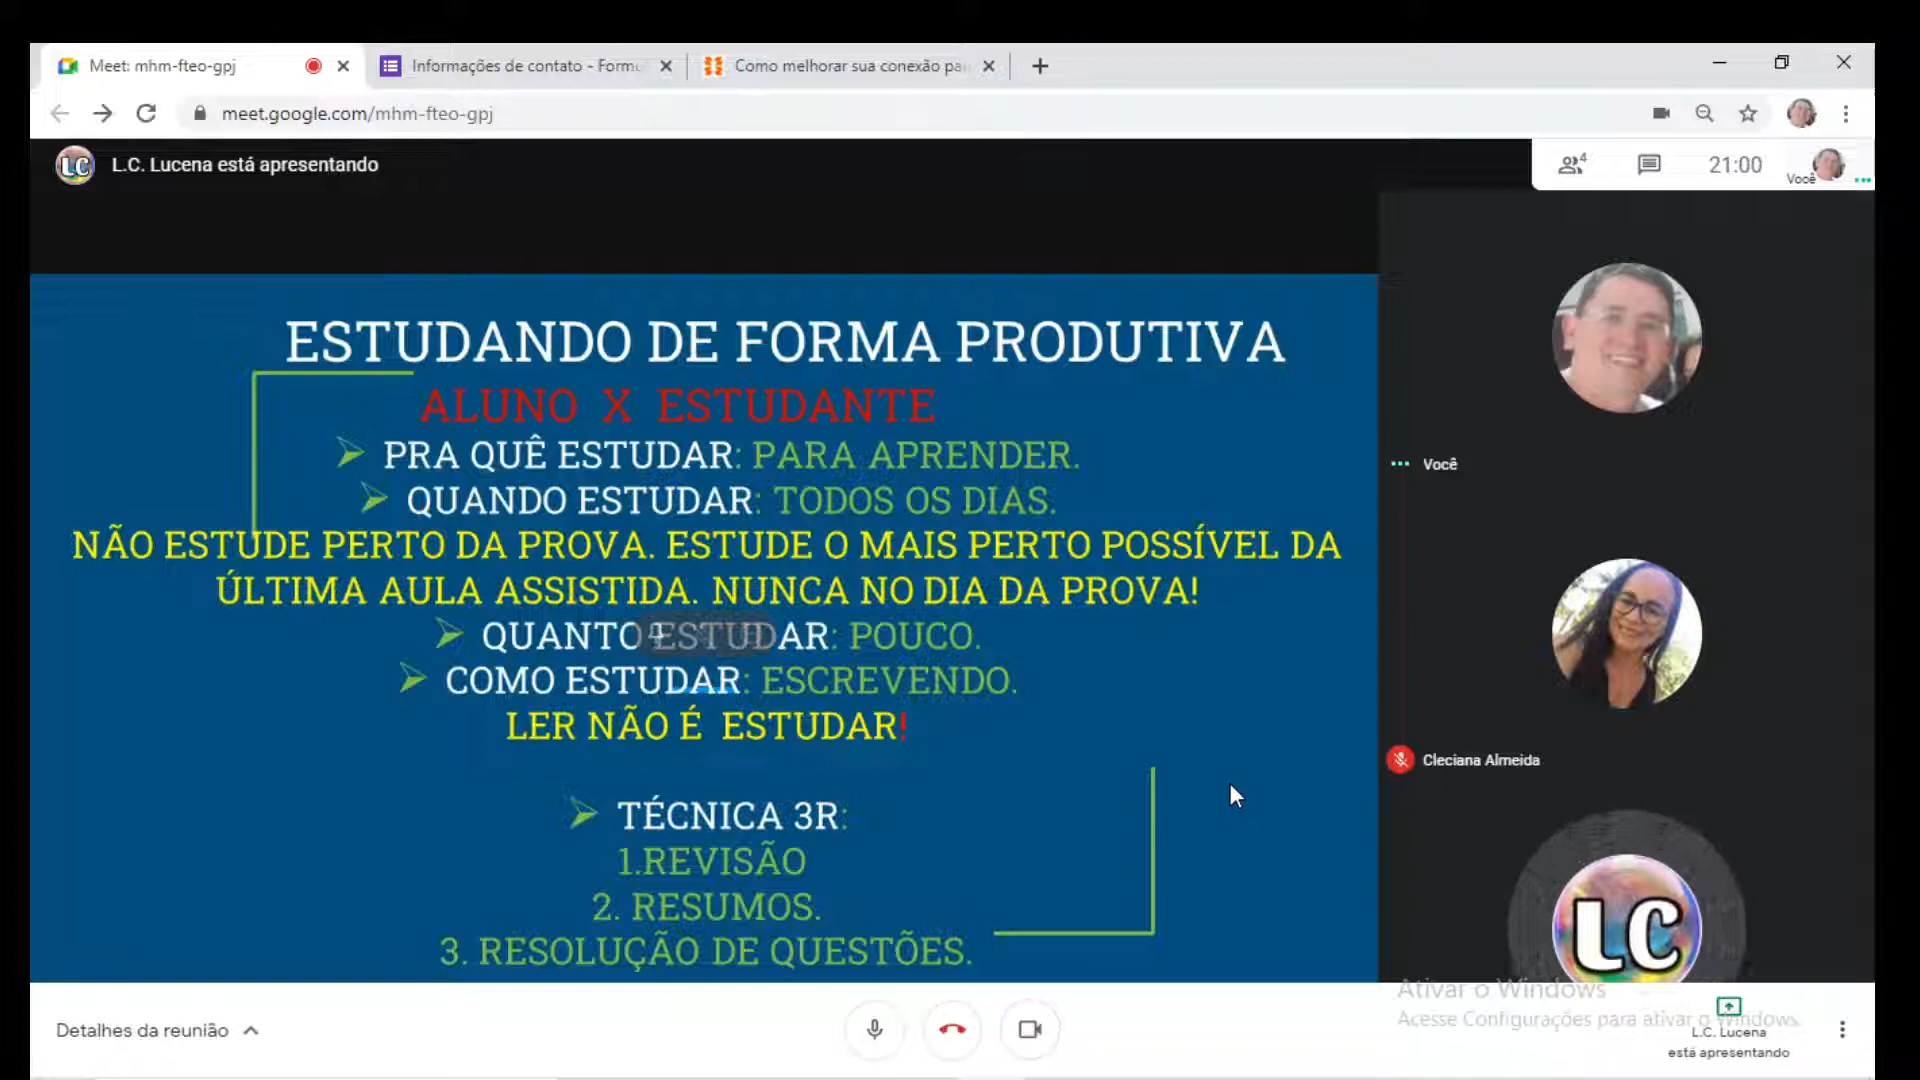 Meet: mhm-fteo-gpj
Informações de contato - Formu
Como melhorar sua conexão pa
meet.google.com/mhm-fteo-gpj
LC
L.C. Lucena está apresentando
4
21:00
Você
ESTUDANDO DE FORMA PRODUTIVA
ALUNO X ESTUDANTE
PRA QUÊ ESTUDAR: PARA APRENDER.
QUANDO ESTUDAR: TODOS OS DIAS.
NÃO ESTUDE PERTO DA PROVA. ESTUDE O MAIS PERTO POSSÍVEL DA
ÚLTIMA AULA ASSISTIDA. NUNCA NO DIA DA PROVA!
QUANTO ESTUDAR: POUCO.
COMO ESTUDAR: ESCREVENDO.
LER NÃO É ESTUDAR!
TÉCNICA 3R:
1.REVISÃO
2. RESUMOS.
3. RESOLUÇÃO DE QUESTÕES.
Você
Cleciana Almeida
LC
Ativar o Windows
Acesse Configurações para ativar o Windows.
Detalhes da reunião
L.C. Lucena
está apresentando